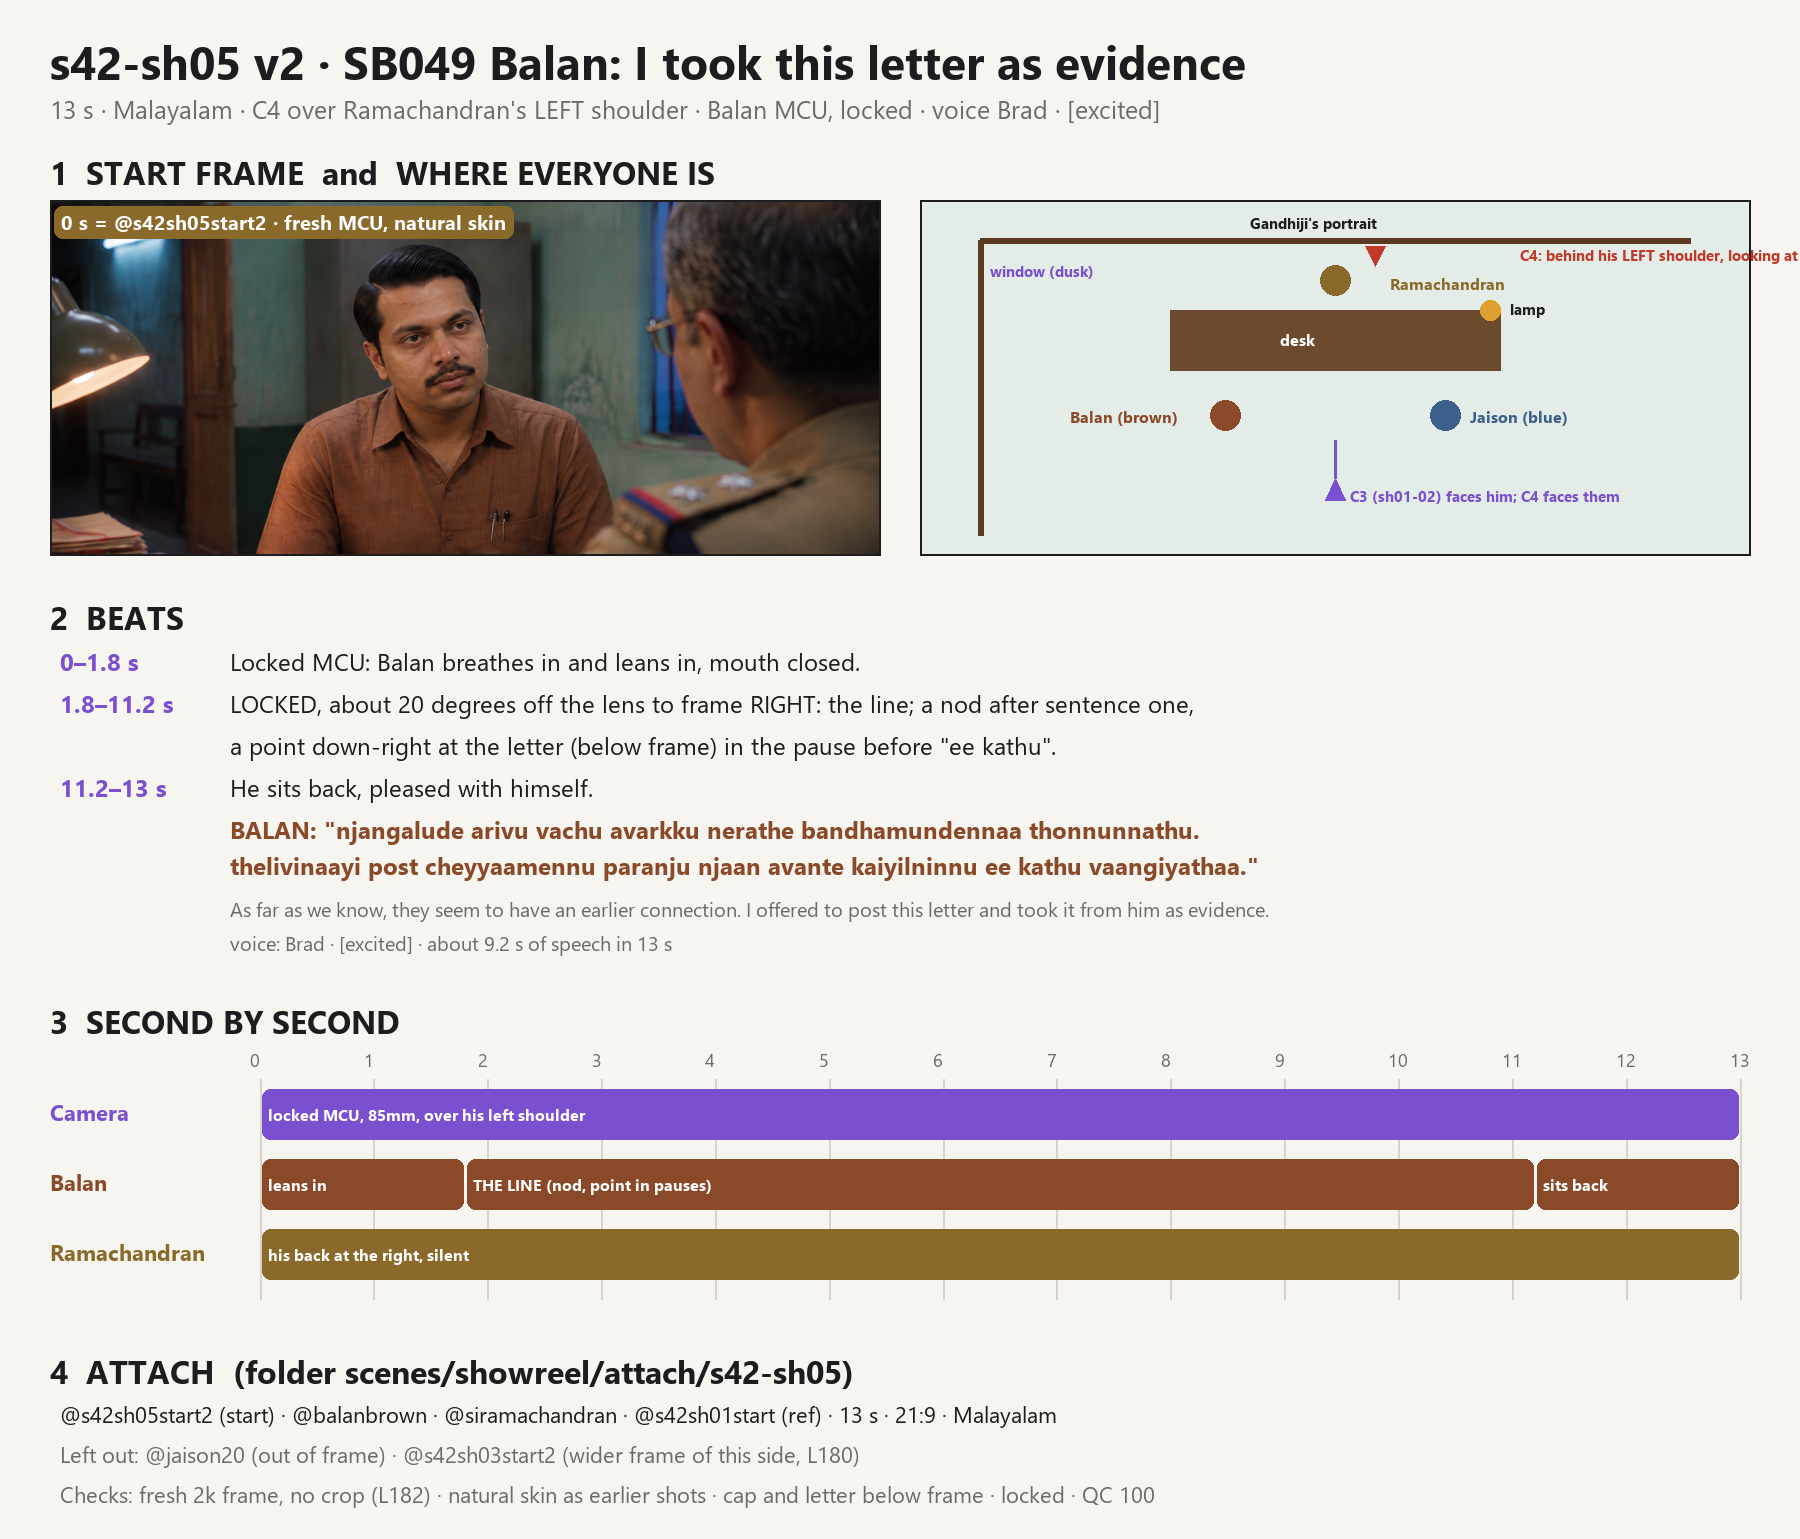 s42-sh05 v2 · SB049 Balan: I took this letter as evidence
13 s · Malayalam · C4 over Ramachandran's LEFT shoulder · Balan MCU, locked · voice Brad · [excited]
1 START FRAME and WHERE EVERYONE IS
0 s = @s42sh05start2 · fresh MCU, natural skin
Gandhiji's portrait
C4: behind his LEFT shoulder, looking at
window (dusk)
Ramachandran
lamp
desk
Balan (brown)
Jaison (blue)
C3 (sh01-02) faces him; C4 faces them
2 BEATS
0–1.8 s Locked MCU: Balan breathes in and leans in, mouth closed.
1.8–11.2 s LOCKED, about 20 degrees off the lens to frame RIGHT: the line; a nod after sentence one,
a point down-right at the letter (below frame) in the pause before "ee kathu".
11.2–13 s He sits back, pleased with himself.
BALAN: "njangalude arivu vachu avarkku nerathe bandhamundennaa thonnunnathu.
thelivinaayi post cheyyaamennu paranju njaan avante kaiyilninnu ee kathu vaangiyathaa."
As far as we know, they seem to have an earlier connection. I offered to post this letter and took it from him as evidence.
voice: Brad · [excited] · about 9.2 s of speech in 13 s
3 SECOND BY SECOND
0 1 2 3 4 5 6 7 8 9 10 11 12 13
Camera locked MCU, 85mm, over his left shoulder
Balan leans in THE LINE (nod, point in pauses) sits back
Ramachandran his back at the right, silent
4 ATTACH (folder scenes/showreel/attach/s42-sh05)
@s42sh05start2 (start) · @balanbrown · @siramachandran · @s42sh01start (ref) · 13 s · 21:9 · Malayalam
Left out: @jaison20 (out of frame) · @s42sh03start2 (wider frame of this side, L180)
Checks: fresh 2k frame, no crop (L182) · natural skin as earlier shots · cap and letter below frame · locked · QC 100